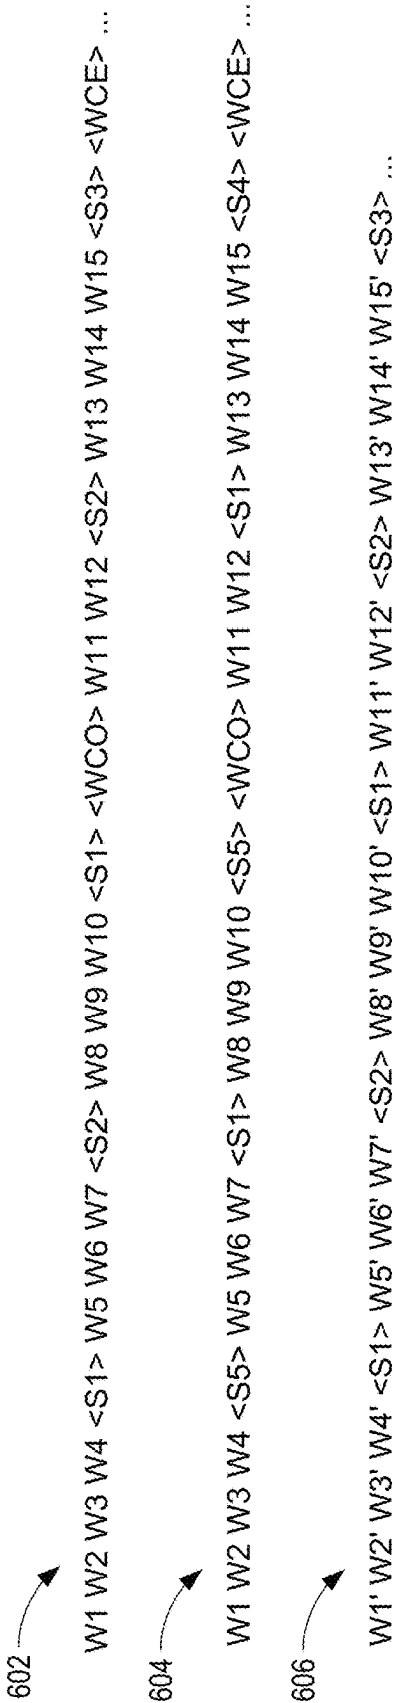 602
W1 W2 W3 W4 <S1> W5 W6 W7 <S2> W8 W9 W10 <S1> <WCO> W11 W12 <S2> W13 W14 W15 <S3> <WCE> ...
604
W1 W2 W3 W4 <S5> W5 W6 W7 <S1> W8 W9 W10 <S5> <WCO> W11 W12 <S1> W13 W14 W15 <S4> <WCE> ...
606
W1' W2' W3' W4' <S1> W5' W6' W7' <S2> W8' W9' W10' <S1> W11' W12' <S2> W13' W14' W15' <S3> ...